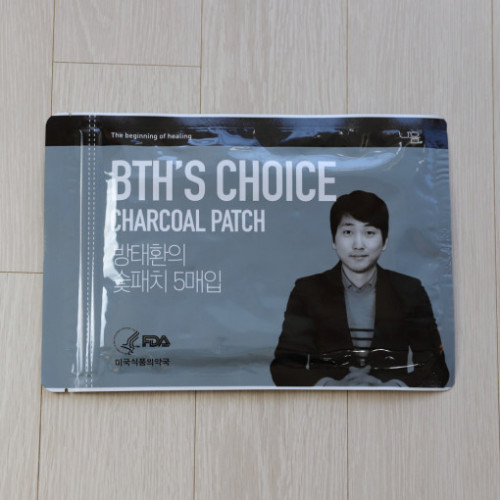 The beginning of healing
BTH'S CHOICE
CHARCOAL PATCH
방태환의
숯패치 5매입
FDA
미국식품의약국